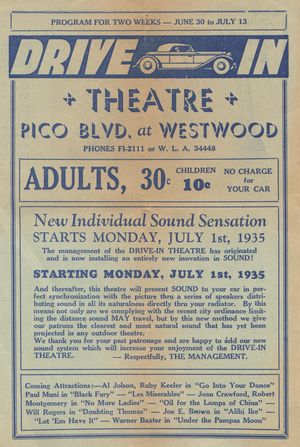 PROGRAM FOR TWO WEEKS — JUNE 30 to JULY 13
DRIVE IN
THEATRE
PICO BLVD. at WESTWOOD
PHONES FI-2111 or W. L. A. 34448
ADULTS, 30c CHILDREN 10c NO CHARGE for YOUR CAR
New Individual Sound Sensation
STARTS MONDAY, JULY 1st, 1935
The management of the DRIVE-IN THEATRE has originated
and is now installing an entirely new inovation in SOUND!
STARTING MONDAY, JULY 1st, 1935
And thereafter, this theatre will present SOUND to your car in per-
fect synchronization with the picture thru a series of speakers distri-
buting sound in all its naturalness directly thru your radiator. By this
means not only are we complying with the recent city ordinance limit-
ing the distance sound MAY travel, but by this new method we give
our patrons the clearest and most natural sound that has yet been
projected in any outdoor theatre.
We thank you for your past patronage and are happy to add our new
sound system which will increase your enjoyment of the DRIVE-IN
THEATRE. — Respectfully, THE MANAGEMENT.
Coming Attractions:— Al Jolson, Ruby Keeler in "Go Into Your Dance"
Paul Muni in "Black Fury" — "Les Miserables" — Joan Crawford, Robert
Montgomery in "No More Ladies" — "Oil for the Lamps of China" —
Will Rogers in "Doubting Thomas" — Joe E. Brown in "Alibi Ike" —
"Let 'Em Have It" — Warner Baxter in "Under the Pampas Moon"